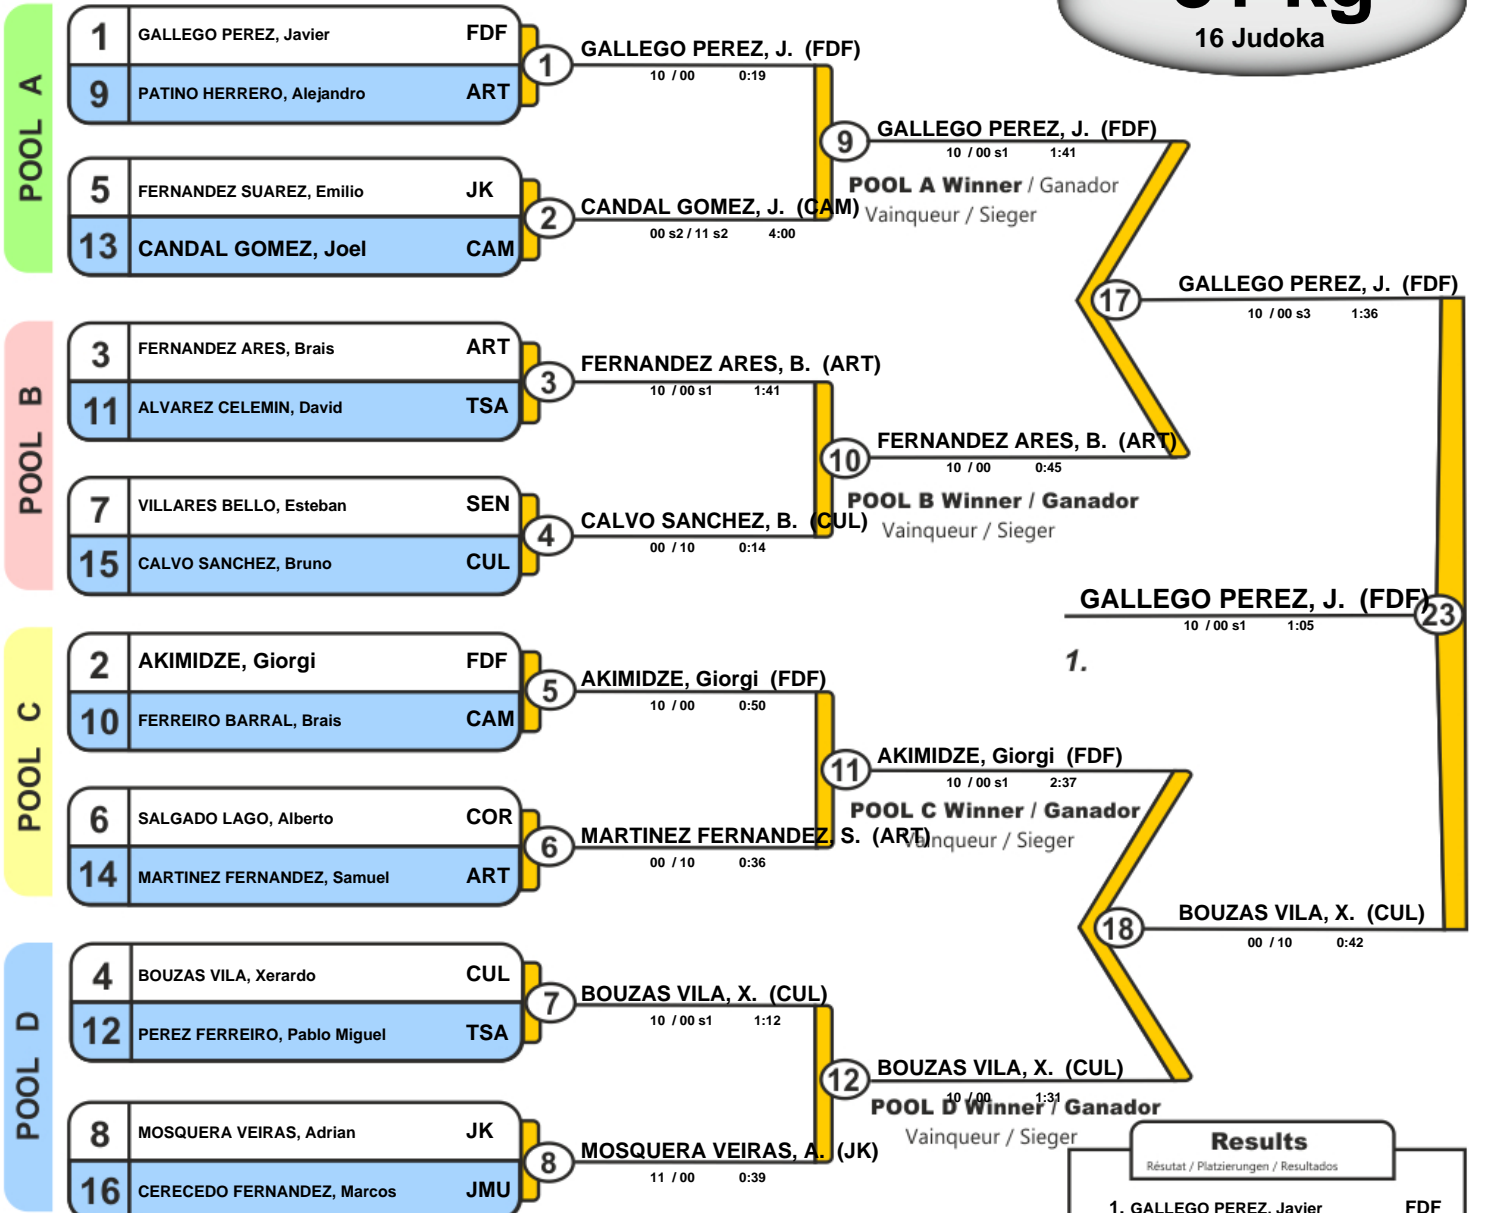 16 Judoka
POOL A
1 GALLEGO PEREZ, Javier FDF
9 PATINO HERRERO, Alejandro ART
1
GALLEGO PEREZ, J. (FDF)
10 / 00 0:19
5 FERNANDEZ SUAREZ, Emilio JK
13 CANDAL GOMEZ, Joel CAM
2
CANDAL GOMEZ, J. (CAM)
00 s2 / 11 s2 4:00
9
GALLEGO PEREZ, J. (FDF)
10 / 00 s1 1:41
POOL A Winner / Ganador
Vainqueur / Sieger
POOL B
3 FERNANDEZ ARES, Brais ART
11 ALVAREZ CELEMIN, David TSA
3
FERNANDEZ ARES, B. (ART)
10 / 00 s1 1:41
7 VILLARES BELLO, Esteban SEN
15 CALVO SANCHEZ, Bruno CUL
4
CALVO SANCHEZ, B. (CUL)
00 / 10 0:14
10
FERNANDEZ ARES, B. (ART)
10 / 00 0:45
POOL B Winner / Ganador
Vainqueur / Sieger
17
GALLEGO PEREZ, J. (FDF)
10 / 00 s3 1:36
GALLEGO PEREZ, J. (FDF)
23
10 / 00 s1 1:05
1.
POOL C
2 AKIMIDZE, Giorgi FDF
10 FERREIRO BARRAL, Brais CAM
5
AKIMIDZE, Giorgi (FDF)
10 / 00 0:50
6 SALGADO LAGO, Alberto COR
14 MARTINEZ FERNANDEZ, Samuel ART
6
MARTINEZ FERNANDEZ, S. (ART)
00 / 10 0:36
11
AKIMIDZE, Giorgi (FDF)
10 / 00 s1 2:37
POOL C Winner / Ganador
Vainqueur / Sieger
POOL D
4 BOUZAS VILA, Xerardo CUL
12 PEREZ FERREIRO, Pablo Miguel TSA
7
BOUZAS VILA, X. (CUL)
10 / 00 s1 1:12
8 MOSQUERA VEIRAS, Adrian JK
16 CERECEDO FERNANDEZ, Marcos JMU
8
MOSQUERA VEIRAS, A. (JK)
11 / 00 0:39
12
BOUZAS VILA, X. (CUL)
10 / 00 1:31
POOL D Winner / Ganador
Vainqueur / Sieger
18
BOUZAS VILA, X. (CUL)
00 / 10 0:42
Results
Résutat / Platzierungen / Resultados
1. GALLEGO PEREZ, Javier FDF